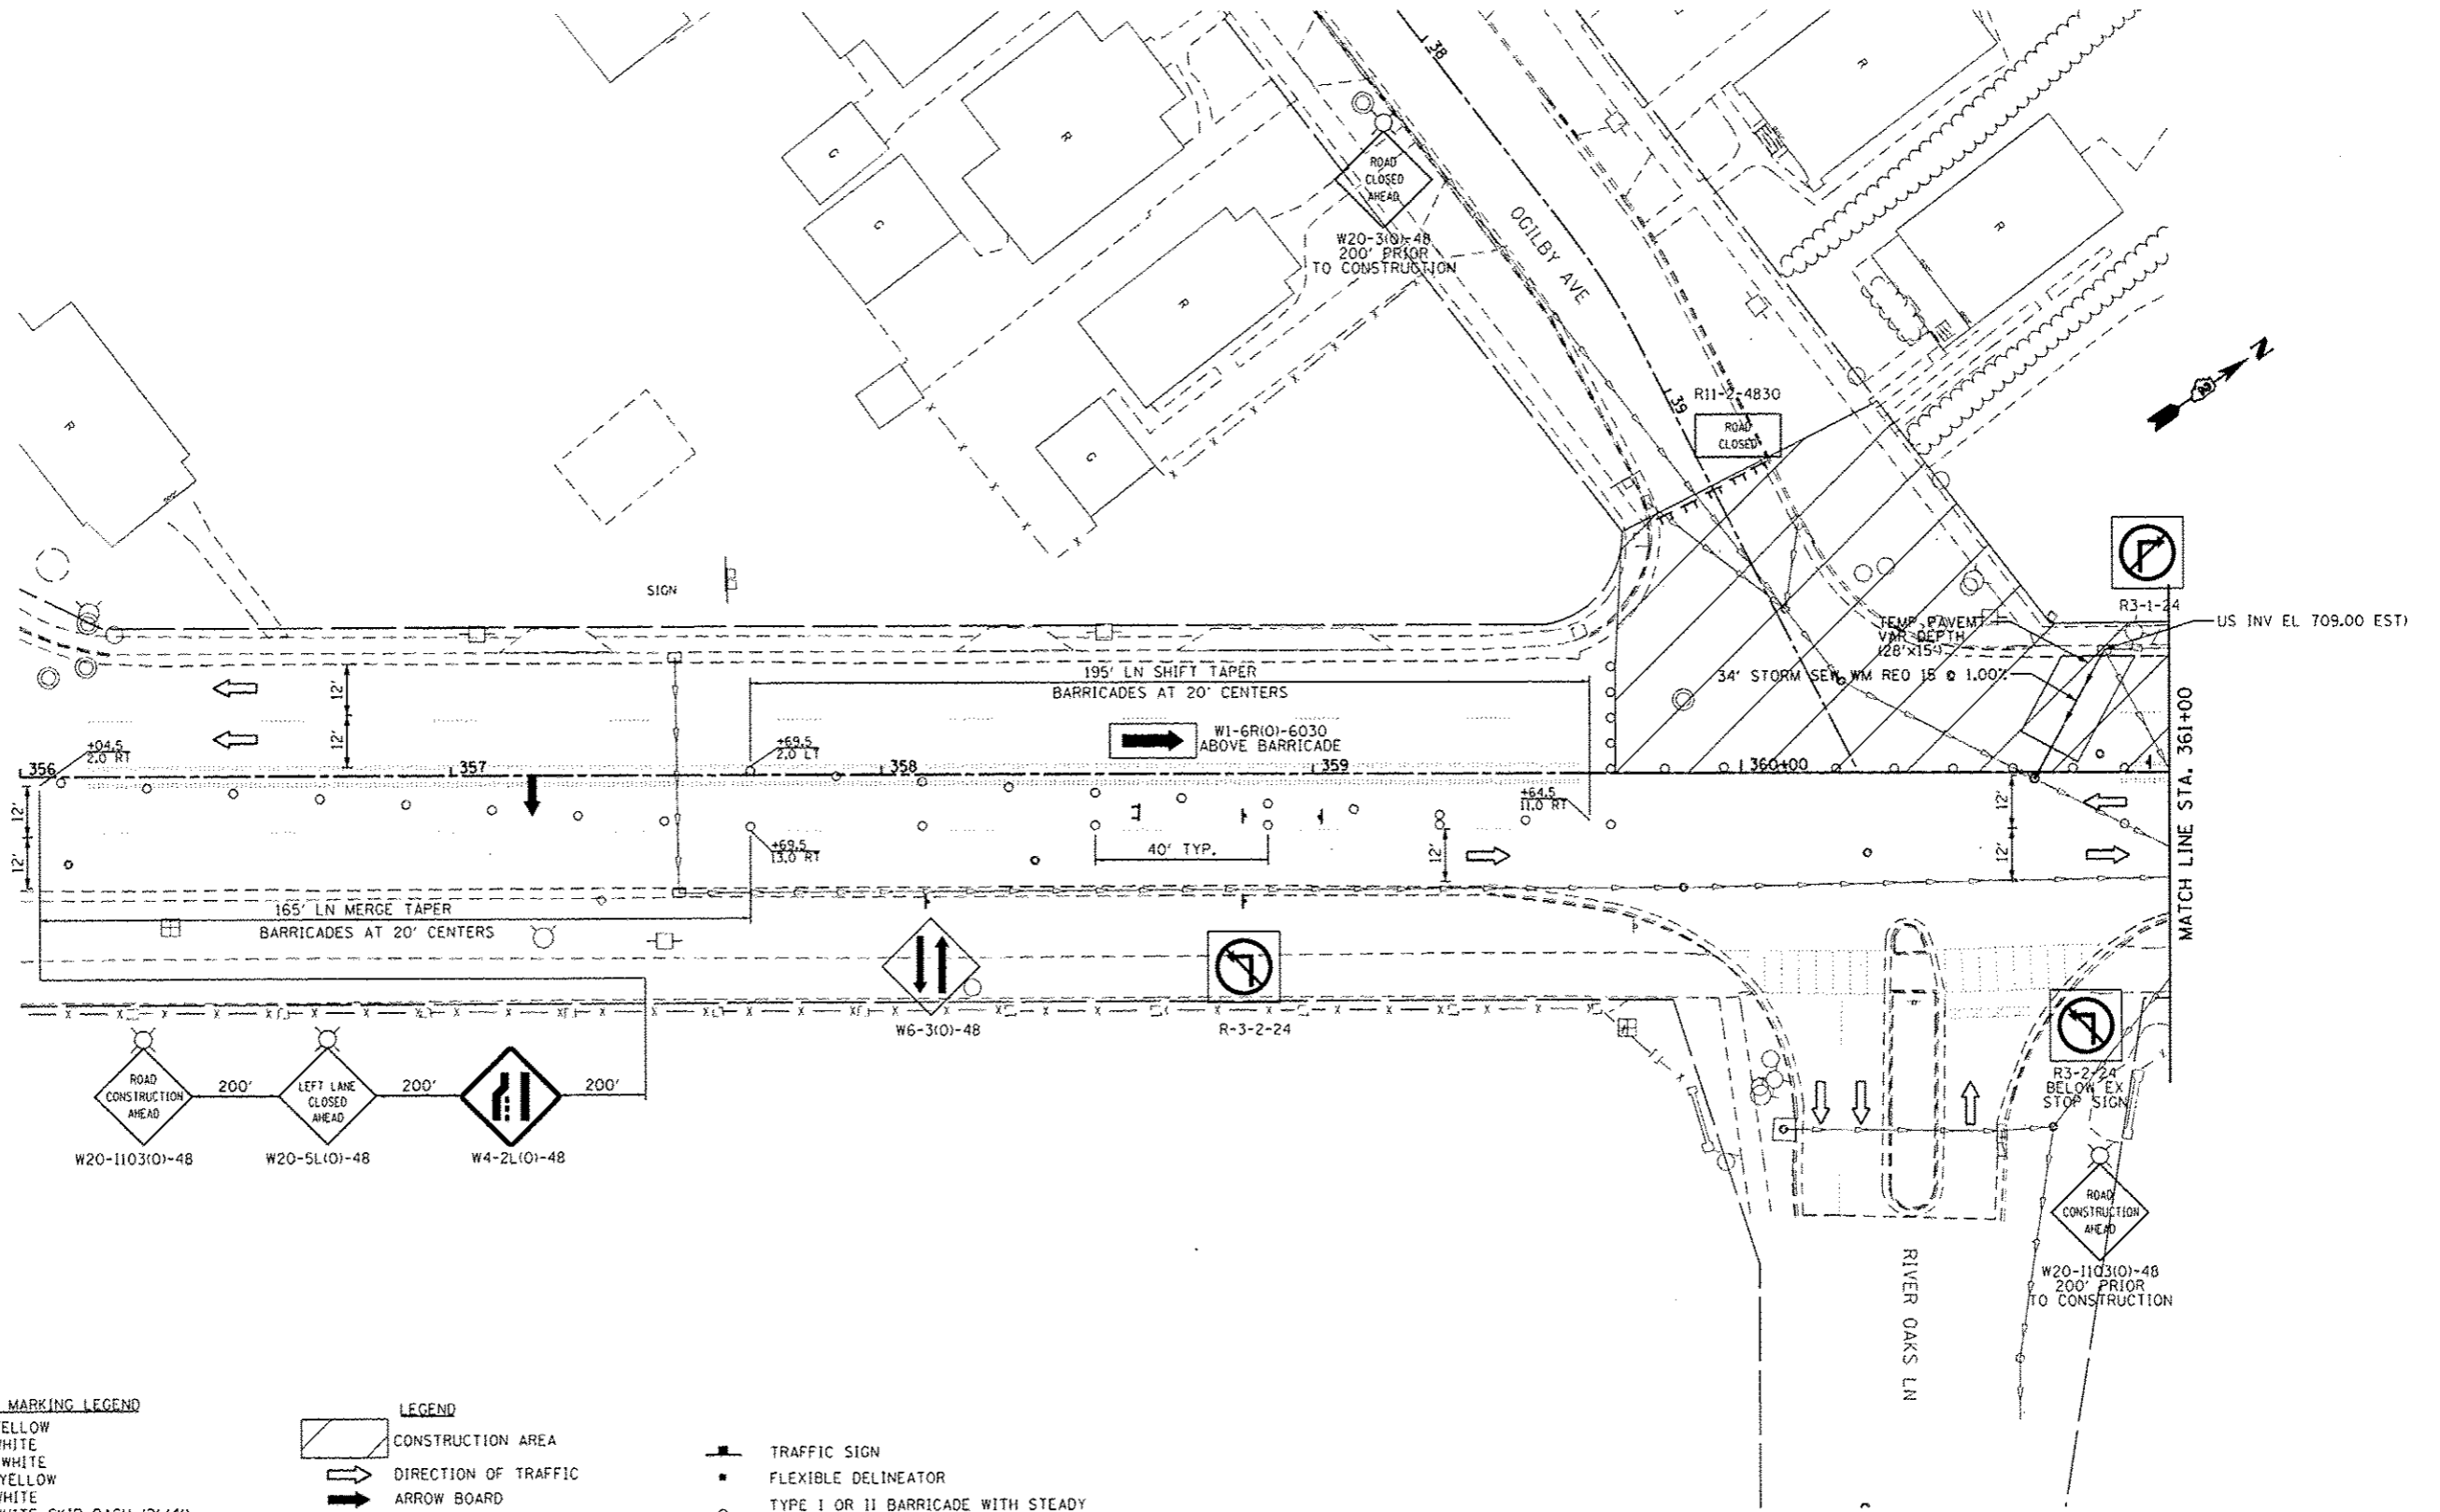 38
ROAD
CLOSED
AHEAD
W20-3(O)-48
200' PRIOR
TO CONSTRUCTION
OGILBY AVE
R
R
R
R
R
G
G
G
N
39
R11-2-4830
ROAD
CLOSED
SIGN
R3-1-24
TEMP PAVEMT
VAR DEPTH
(28'x15')
US INV EL 709.00 EST)
34' STORM SEW WM REQ 15 @ 1.00%
195' LN SHIFT TAPER
BARRICADES AT 20' CENTERS
W1-6R(O)-6030
ABOVE BARRICADE
12'
12'
+04.5
2.0 RT
+69.5
2.0 LT
356
357
358
359
360+00
+64.5
11.0 RT
12'
12'
+69.5
13.0 RT
40' TYP.
12'
12'
12'
MATCH LINE STA. 361+00
165' LN MERGE TAPER
BARRICADES AT 20' CENTERS
W6-3(O)-48
R-3-2-24
R3-2-24
BELOW EX
STOP SIGN
ROAD
CONSTRUCTION
AHEAD
200'
LEFT LANE
CLOSED
AHEAD
200'
200'
W20-1103(O)-48
W20-5L(O)-48
W4-2L(O)-48
ROAD
CONSTRUCTION
AHEAD
W20-1103(O)-48
200' PRIOR
TO CONSTRUCTION
RIVER OAKS LN
MARKING LEGEND
ELLOW
HITE
WHITE
YELLOW
WHITE
LEGEND
CONSTRUCTION AREA
DIRECTION OF TRAFFIC
ARROW BOARD
TRAFFIC SIGN
FLEXIBLE DELINEATOR
TYPE I OR II BARRICADE WITH STEADY